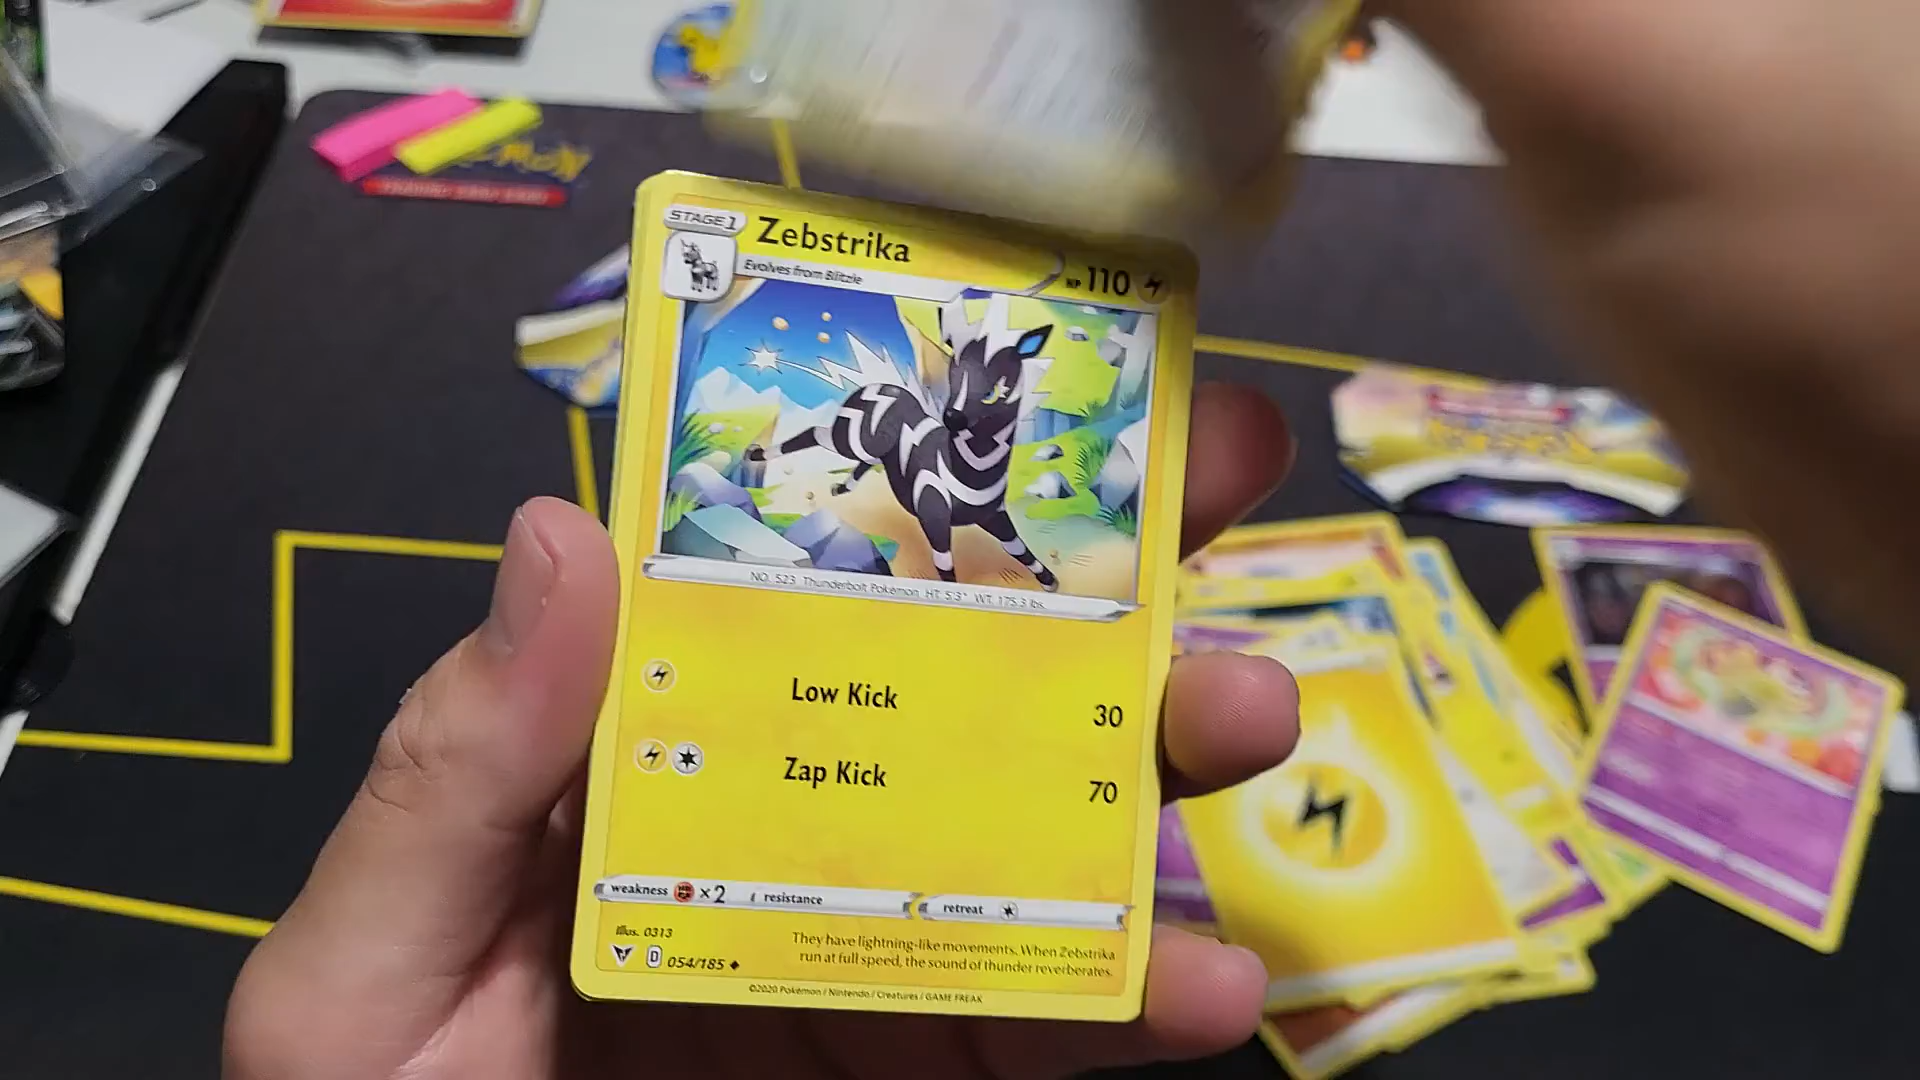 STAGE 1
Zebstrika
Evolves from Blitzle
HP 110
NO. 523 Thunderbolt Pokémon HT 5'3" WT 175.3 lbs.
Low Kick 30
Zap Kick 70
weakness ×2 resistance retreat
Illus. 0313
D 054/185
They have lightning-like movements. When Zebstrika
run at full speed, the sound of thunder reverberates.
©2020 Pokémon / Nintendo / Creatures / GAME FREAK